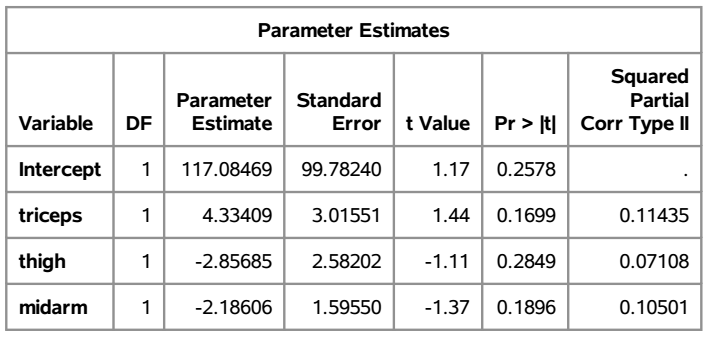 Parameter Estimates
Variable DF Parameter Estimate Standard Error t Value Pr > |t| Squared Partial Corr Type II
Intercept 1 117.08469 99.78240 1.17 0.2578 .
triceps 1 4.33409 3.01551 1.44 0.1699 0.11435
thigh 1 -2.85685 2.58202 -1.11 0.2849 0.07108
midarm 1 -2.18606 1.59550 -1.37 0.1896 0.10501